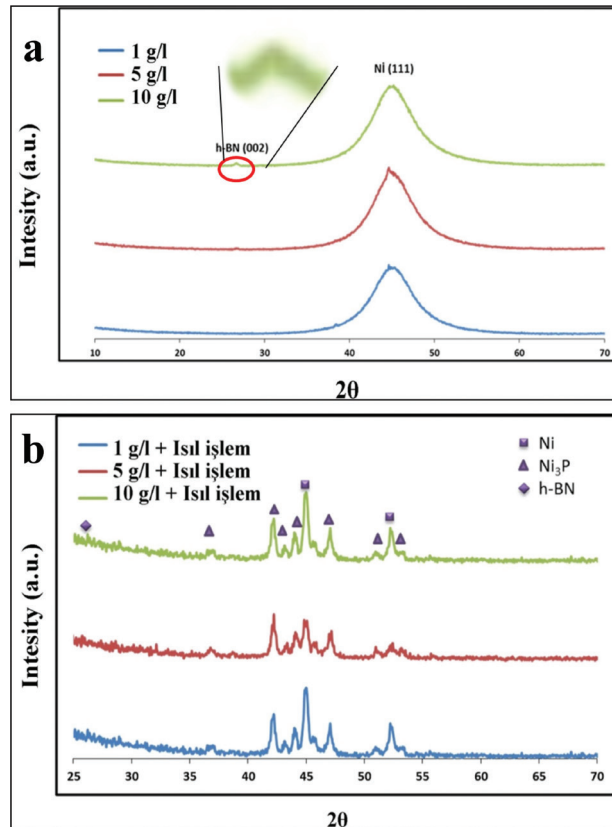 a
1 g/l
5 g/l
10 g/l
h-BN (002)
Nİ (111)
Intesity (a.u.)
10 20 30 40 50 60 70
2θ
b
1 g/l + Isıl işlem
5 g/l + Isıl işlem
10 g/l + Isıl işlem
Ni
Ni₃P
h-BN
Intesity (a.u.)
25 30 35 40 45 50 55 60 65 70
2θ